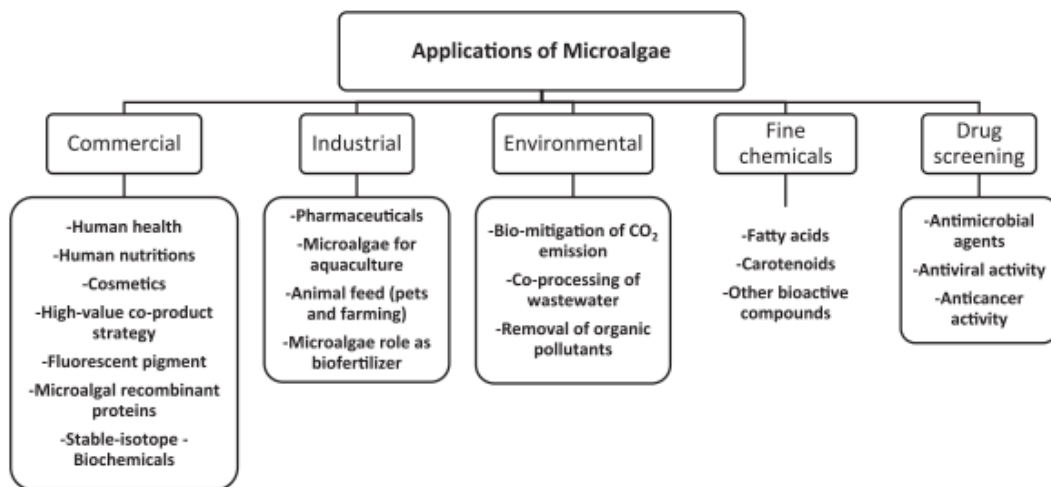 Applications of Microalgae
Commercial
Industrial
Environmental
Fine
chemicals
Drug
screening
-Human health
-Human nutritions
-Cosmetics
-High-value co-product
strategy
-Fluorescent pigment
-Microalgal recombinant
proteins
-Stable-isotope -
Biochemicals
-Pharmaceuticals
-Microalgae for
aquaculture
-Animal feed (pets
and farming)
-Microalgae role as
biofertilizer
-Bio-mitigation of CO₂
emission
-Co-processing of
wastewater
-Removal of organic
pollutants
-Fatty acids
-Carotenoids
-Other bioactive
compounds
-Antimicrobial
agents
-Antiviral activity
-Anticancer
activity